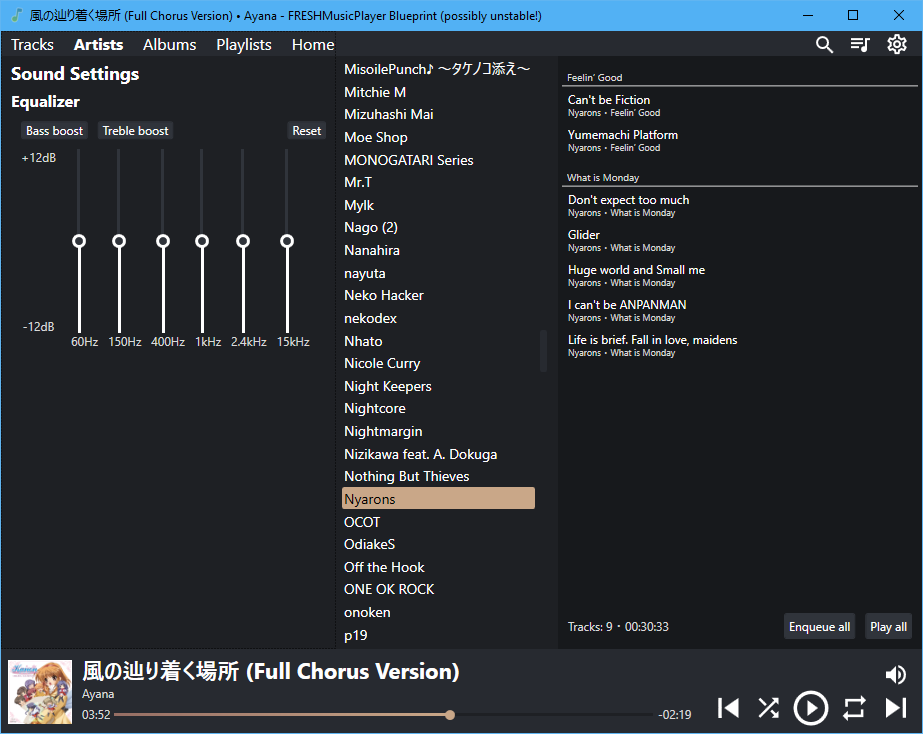 風の辿り着く場所 (Full Chorus Version) • Ayana - FRESHMusicPlayer Blueprint (possibly unstable!)
Tracks Artists Albums Playlists Home
Sound Settings
Equalizer
Bass boost Treble boost Reset
+12dB
-12dB
60Hz 150Hz 400Hz 1kHz 2.4kHz 15kHz
MisoilePunch♪ ～タケノコ添え～
Mitchie M
Mizuhashi Mai
Moe Shop
MONOGATARI Series
Mr.T
Mylk
Nago (2)
Nanahira
nayuta
Neko Hacker
nekodex
Nhato
Nicole Curry
Night Keepers
Nightcore
Nightmargin
Nizikawa feat. A. Dokuga
Nothing But Thieves
Nyarons
OCOT
OdiakeS
Off the Hook
ONE OK ROCK
onoken
p19
Feelin' Good
Can't be Fiction
Nyarons • Feelin' Good
Yumemachi Platform
Nyarons • Feelin' Good
What is Monday
Don't expect too much
Nyarons • What is Monday
Glider
Nyarons • What is Monday
Huge world and Small me
Nyarons • What is Monday
I can't be ANPANMAN
Nyarons • What is Monday
Life is brief. Fall in love, maidens
Nyarons • What is Monday
Tracks: 9 • 00:30:33
Enqueue all Play all
風の辿り着く場所 (Full Chorus Version)
Ayana
03:52 -02:19